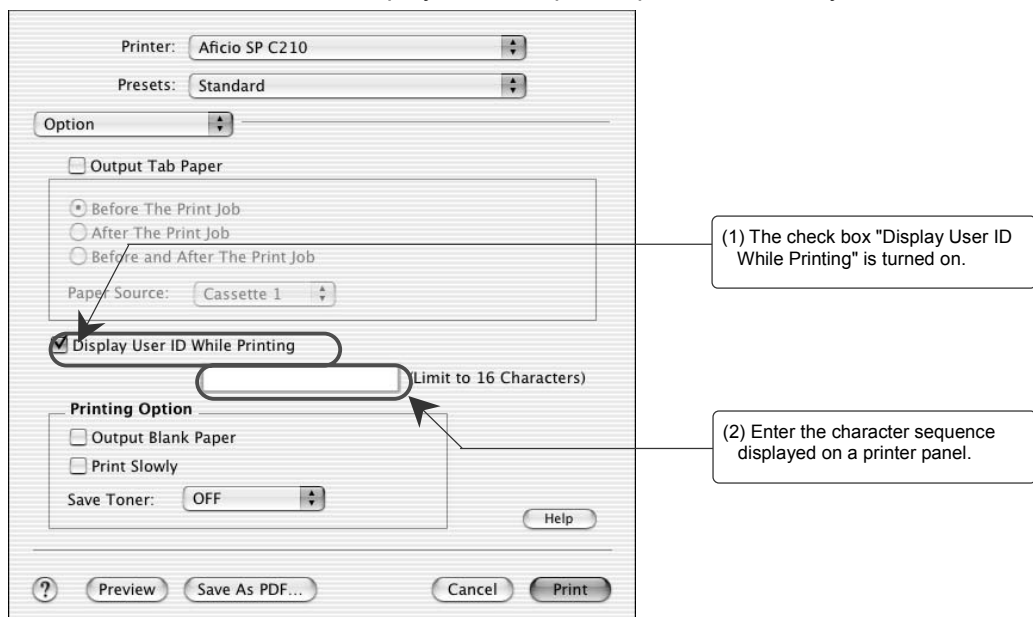 Printer: Aficio SP C210
Presets: Standard
Option
Output Tab Paper
Before The Print Job
After The Print Job
Before and After The Print Job
Paper Source: Cassette 1
(1) The check box "Display User ID
While Printing" is turned on.
Display User ID While Printing
(Limit to 16 Characters)
Printing Option
Output Blank Paper
Print Slowly
Save Toner: OFF
(2) Enter the character sequence
displayed on a printer panel.
Help
? Preview Save As PDF... Cancel Print